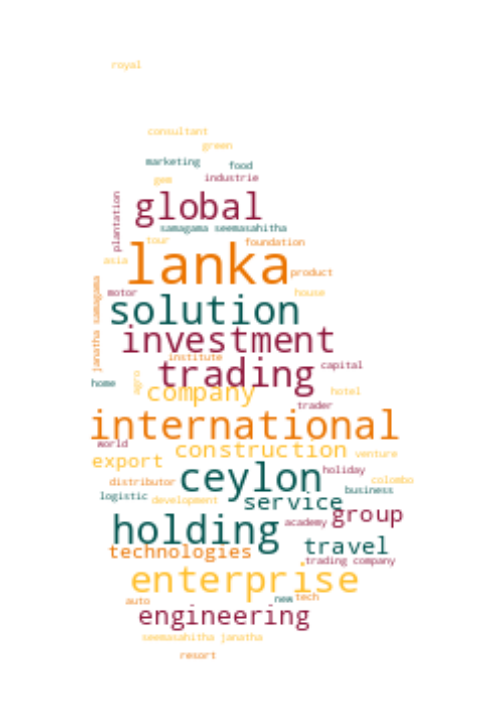 royal
consultant
green
marketing
food
gem
industrie
plantation
global
samagama seemasahitha
tour
foundation
asia
lanka
product
janatha samagama
motor
house
solution
investment
institute
trading
capital
home
agro
company
hotel
trader
international
world
construction
export
venture
ceylon
holiday
distributor
colombo
business
logistic
development
service
group
holding
academy
technologies
travel
trading company
enterprise
auto
new
tech
engineering
seemasahitha janatha
resort